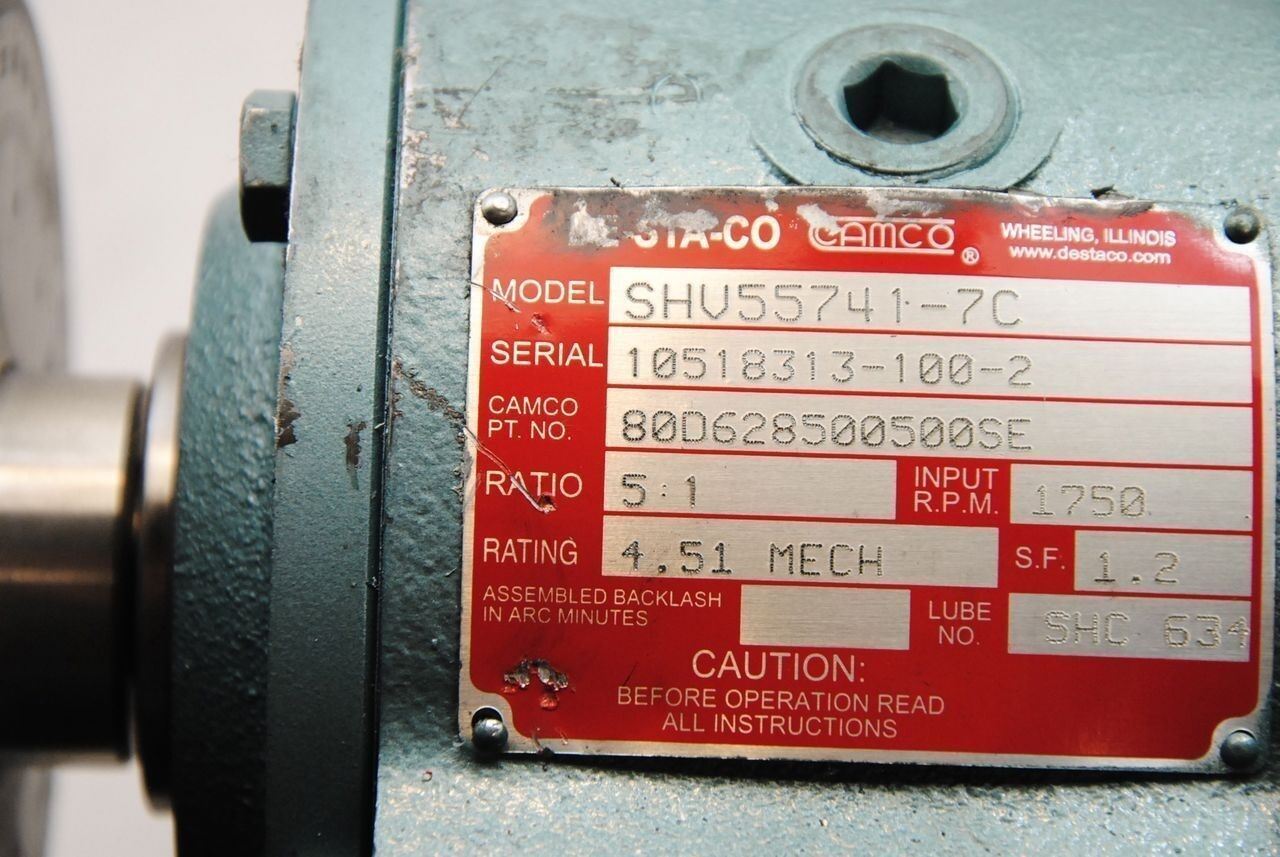 STA-CO CAMCO ® WHEELING, ILLINOIS
www.destaco.com
MODEL SHV55741-7C
SERIAL 10518313-100-2
CAMCO PT. NO. 80D628500500SE
RATIO 5:1 INPUT R.P.M. 1750
RATING 4.51 MECH S.F. 1.2
ASSEMBLED BACKLASH
IN ARC MINUTES
LUBE NO. SHC 634
CAUTION:
BEFORE OPERATION READ
ALL INSTRUCTIONS